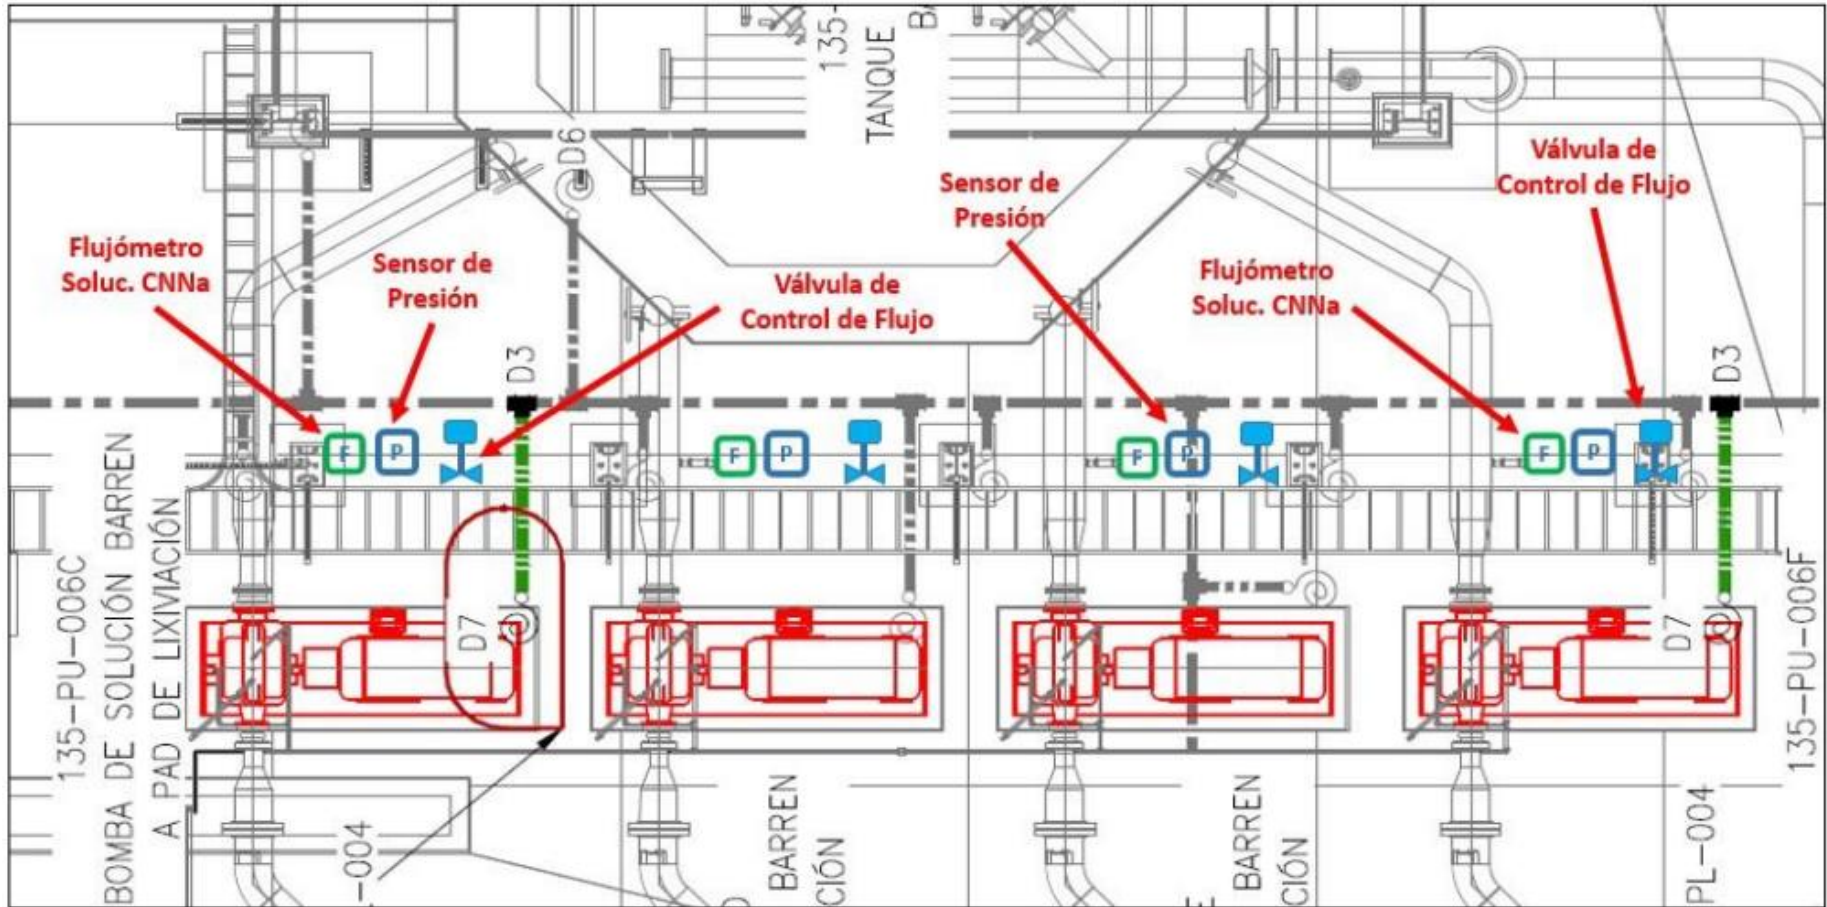 135-
TANQUE
BA
D6
Válvula de
Control de Flujo
Sensor de
Presión
Flujómetro
Soluc. CNNa
Sensor de
Presión
Válvula de
Control de Flujo
Flujómetro
Soluc. CNNa
D3
D3
F
P
F
P
F
P
F
P
135-PU-006C
BOMBA DE SOLUCIÓN BARREN
A PAD DE LIXIVIACIÓN
D7
D7
135-PU-006F
-004
BARREN
CIÓN
BARREN
CIÓN
PL-004